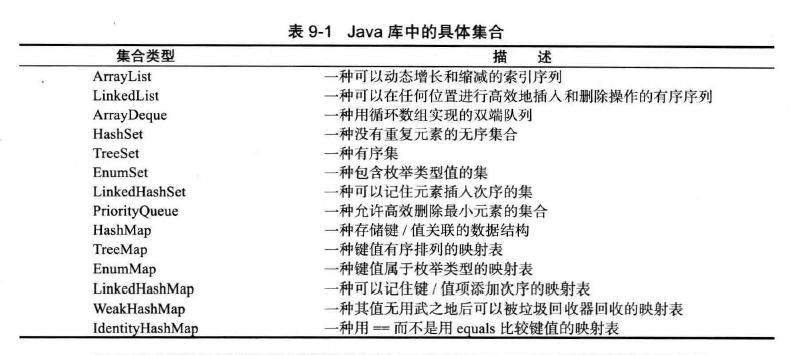 表 9-1 Java 库中的具体集合
集合类型 描 述
ArrayList 一种可以动态增长和缩减的索引序列
LinkedList 一种可以在任何位置进行高效地插入和删除操作的有序序列
ArrayDeque 一种用循环数组实现的双端队列
HashSet 一种没有重复元素的无序集合
TreeSet 一种有序集
EnumSet 一种包含枚举类型值的集
LinkedHashSet 一种可以记住元素插入次序的集
PriorityQueue 一种允许高效删除最小元素的集合
HashMap 一种存储键 / 值关联的数据结构
TreeMap 一种键值有序排列的映射表
EnumMap 一种键值属于枚举类型的映射表
LinkedHashMap 一种可以记住键 / 值项添加次序的映射表
WeakHashMap 一种其值无用武之地后可以被垃圾回收器回收的映射表
IdentityHashMap 一种用 == 而不是用 equals 比较键值的映射表